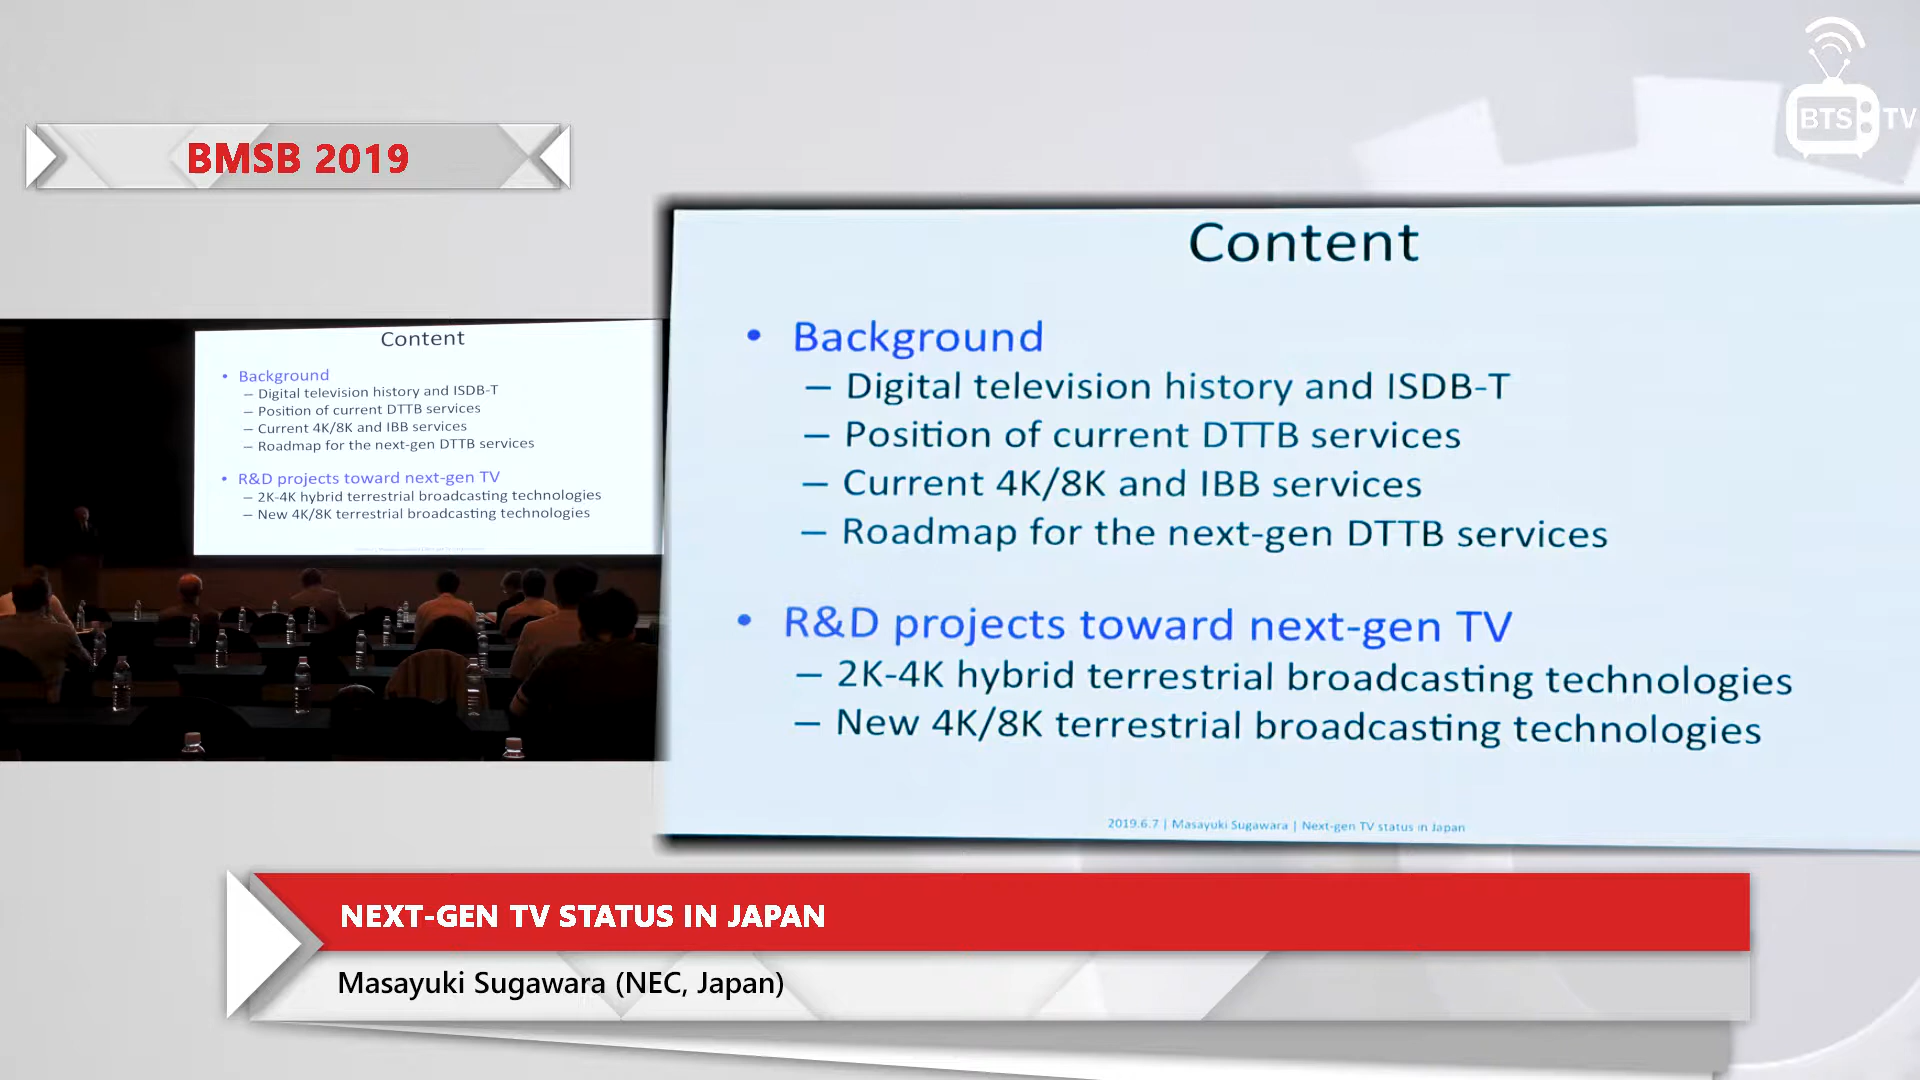 BTS TV
BMSB 2019
Content
• Background
– Digital television history and ISDB-T
– Position of current DTTB services
– Current 4K/8K and IBB services
– Roadmap for the next-gen DTTB services
• R&D projects toward next-gen TV
– 2K-4K hybrid terrestrial broadcasting technologies
– New 4K/8K terrestrial broadcasting technologies
Content
• Background
– Digital television history and ISDB-T
– Position of current DTTB services
– Current 4K/8K and IBB services
– Roadmap for the next-gen DTTB services
• R&D projects toward next-gen TV
– 2K-4K hybrid terrestrial broadcasting technologies
– New 4K/8K terrestrial broadcasting technologies
2019.6.7 | Masayuki Sugawara | Next-gen TV status in Japan
NEXT-GEN TV STATUS IN JAPAN
Masayuki Sugawara (NEC, Japan)